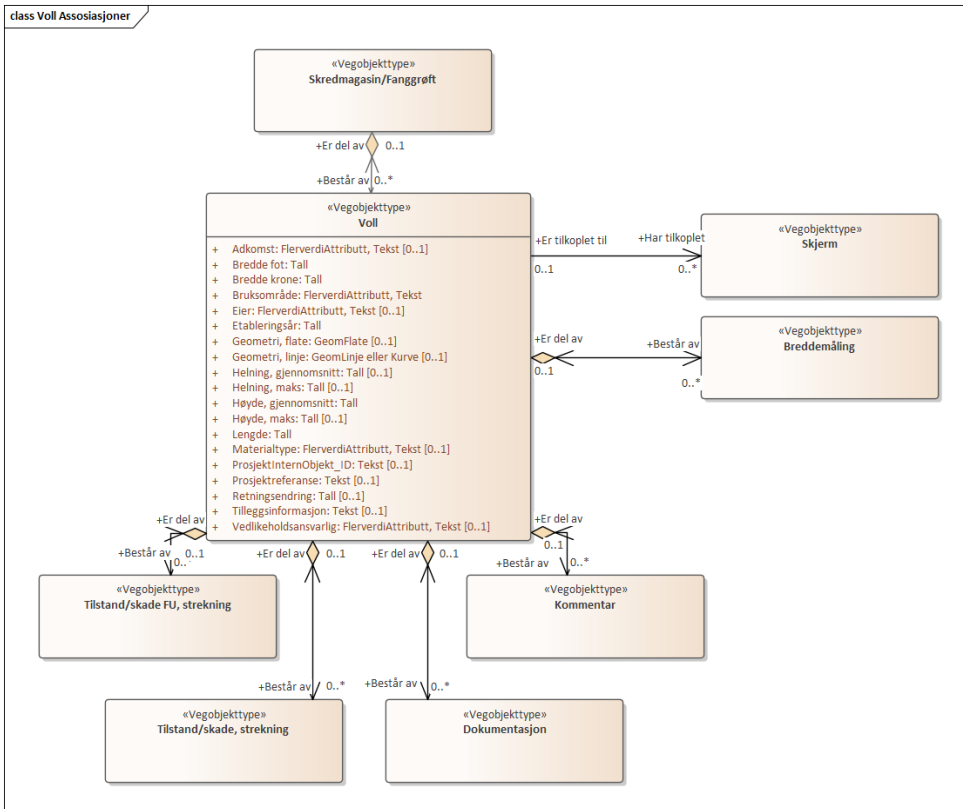 class Voll Assosiasjoner
«Vegobjekttype»
Skredmagasin/Fanggrøft
+Er del av 0..1
+Består av 0..*
«Vegobjekttype»
Voll
+ Adkomst: FlerverdiAttributt, Tekst [0..1]
+ Bredde fot: Tall
+ Bredde krone: Tall
+ Bruksområde: FlerverdiAttributt, Tekst
+ Eier: FlerverdiAttributt, Tekst [0..1]
+ Etableringsår: Tall
+ Geometri, flate: GeomFlate [0..1]
+ Geometri, linje: GeomLinje eller Kurve [0..1]
+ Helning, gjennomsnitt: Tall [0..1]
+ Helning, maks: Tall [0..1]
+ Høyde, gjennomsnitt: Tall
+ Høyde, maks: Tall [0..1]
+ Lengde: Tall
+ Materialtype: FlerverdiAttributt, Tekst [0..1]
+ ProsjektInternObjekt_ID: Tekst [0..1]
+ Prosjektreferanse: Tekst [0..1]
+ Retningsendring: Tall [0..1]
+ Tilleggsinformasjon: Tekst [0..1]
+ Vedlikeholdsansvarlig: FlerverdiAttributt, Tekst [0..1]
+Er tilkoplet til +Har tilkoplet
0..1 0..*
«Vegobjekttype»
Skjerm
+Er del av +Består av
0..1 0..*
«Vegobjekttype»
Breddemåling
+Er del av
0..1
+Består av
0..*
«Vegobjekttype»
Tilstand/skade FU, strekning
+Er del av 0..1
+Består av 0..*
«Vegobjekttype»
Tilstand/skade, strekning
+Er del av 0..1
+Består av 0..*
«Vegobjekttype»
Dokumentasjon
+Er del av
0..1
+Består av 0..*
«Vegobjekttype»
Kommentar